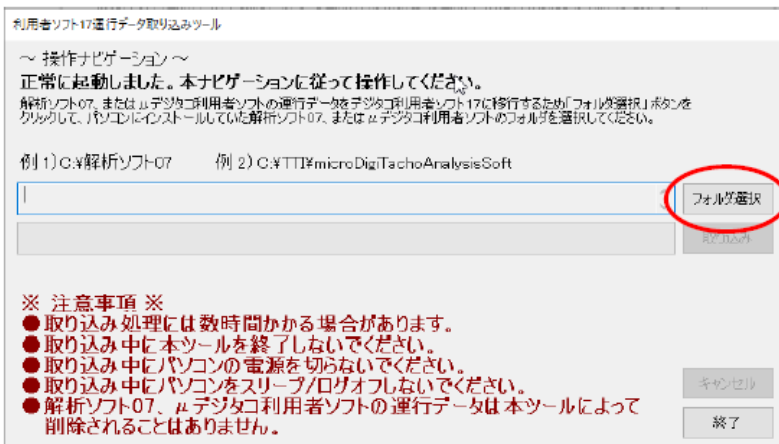 利用者ソフト17運行データ取り込みツール
～ 操作ナビゲーション ～
正常に起動しました。本ナビゲーションに従って操作してください。
解析ソフト07、またはμデジタコ利用者ソフトの運行データをデジタコ利用者ソフト17に移行するため「フォルダ選択」ボタンを
クリックして、パソコンにインストールしていた解析ソフト07、またはμデジタコ利用者ソフトのフォルダを選択してください。
例 1) C:¥解析ソフト07 例 2) C:¥TTI¥microDigiTachoAnalysisSoft
フォルダ選択
取り込み
※ 注意事項 ※
●取り込み処理には数時間かかる場合があります。
●取り込み中に本ツールを終了しないでください。
●取り込み中にパソコンの電源を切らないでください。
●取り込み中にパソコンをスリープ/ログオフしないでください。
●解析ソフト07、μデジタコ利用者ソフトの運行データは本ツールによって
削除されることはありません。
キャンセル
終了